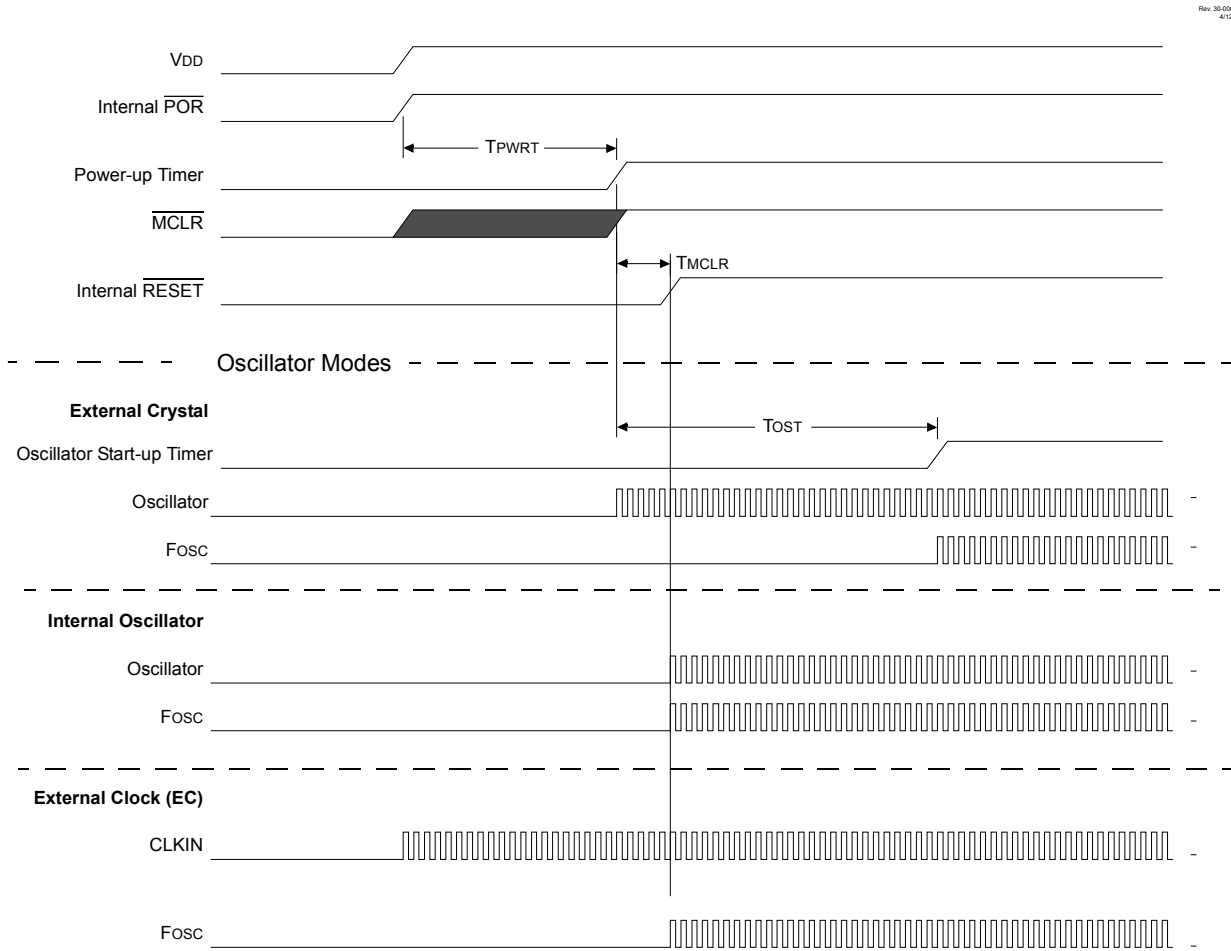 VDD
Internal POR
TPWRT
Power-up Timer
MCLR
TMCLR
Internal RESET
Oscillator Modes
External Crystal
TOST
Oscillator Start-up Timer
Oscillator
FOSC
Internal Oscillator
Oscillator
FOSC
External Clock (EC)
CLKIN
FOSC